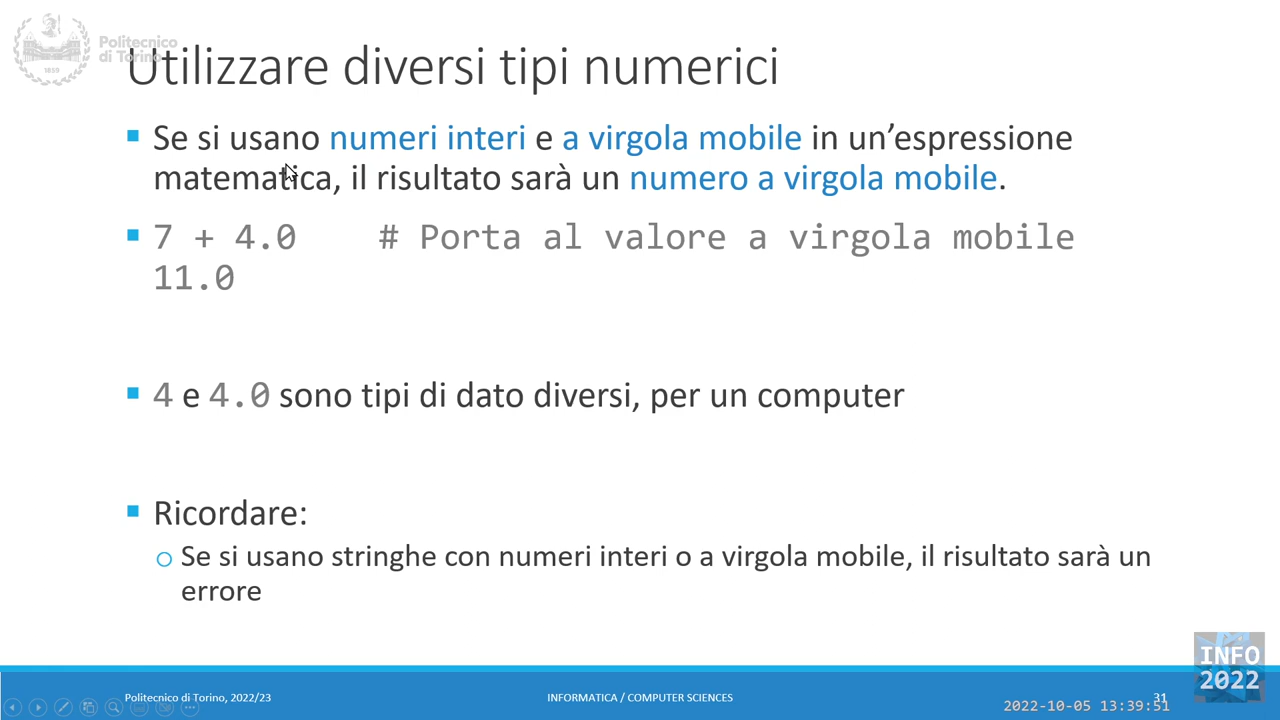 Politecnico
di Torino
1859
Utilizzare diversi tipi numerici
Se si usano numeri interi e a virgola mobile in un’espressione
matematica, il risultato sarà un numero a virgola mobile.
7 + 4.0 # Porta al valore a virgola mobile
11.0
4 e 4.0 sono tipi di dato diversi, per un computer
Ricordare:
Se si usano stringhe con numeri interi o a virgola mobile, il risultato sarà un
errore
Politecnico di Torino, 2022/23
INFORMATICA / COMPUTER SCIENCES
31
INFO
2022
2022-10-05 13:39:51